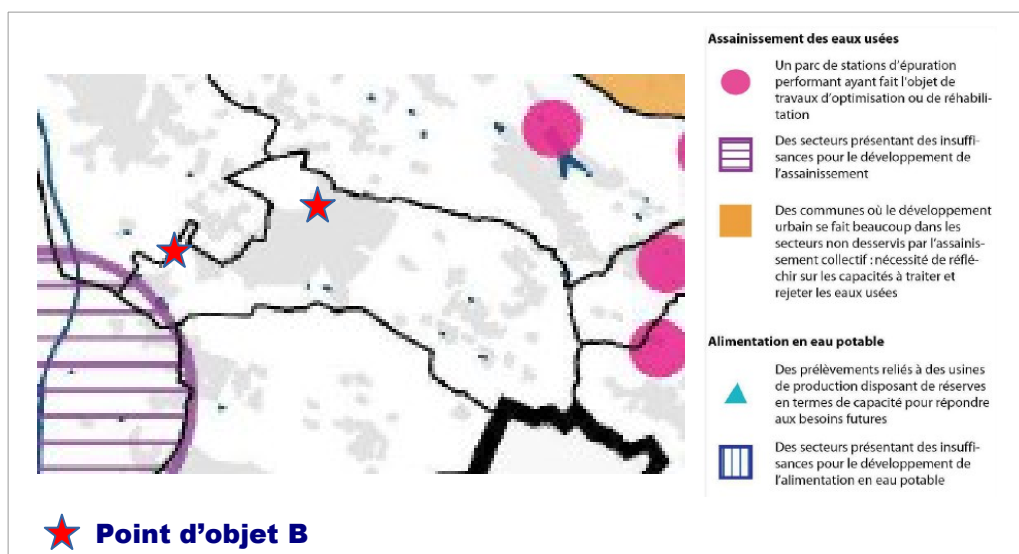 Assainissement des eaux usées
Un parc de stations d'épuration
performant ayant fait l'objet de
travaux d'optimisation ou de réhabili-
tation
Des secteurs présentant des insuffi-
sances pour le développement de
l'assainissement
Des communes où le développement
urbain se fait beaucoup dans les
secteurs non desservis par l'assainis-
sement collectif : nécessité de réflé-
chir sur les capacités à traiter et
rejeter les eaux usées
Alimentation en eau potable
Des prélèvements reliés à des usines
de production disposant de réserves
en termes de capacité pour répondre
aux besoins futures
Des secteurs présentant des insuffi-
sances pour le développement de
l'alimentation en eau potable
Point d'objet B